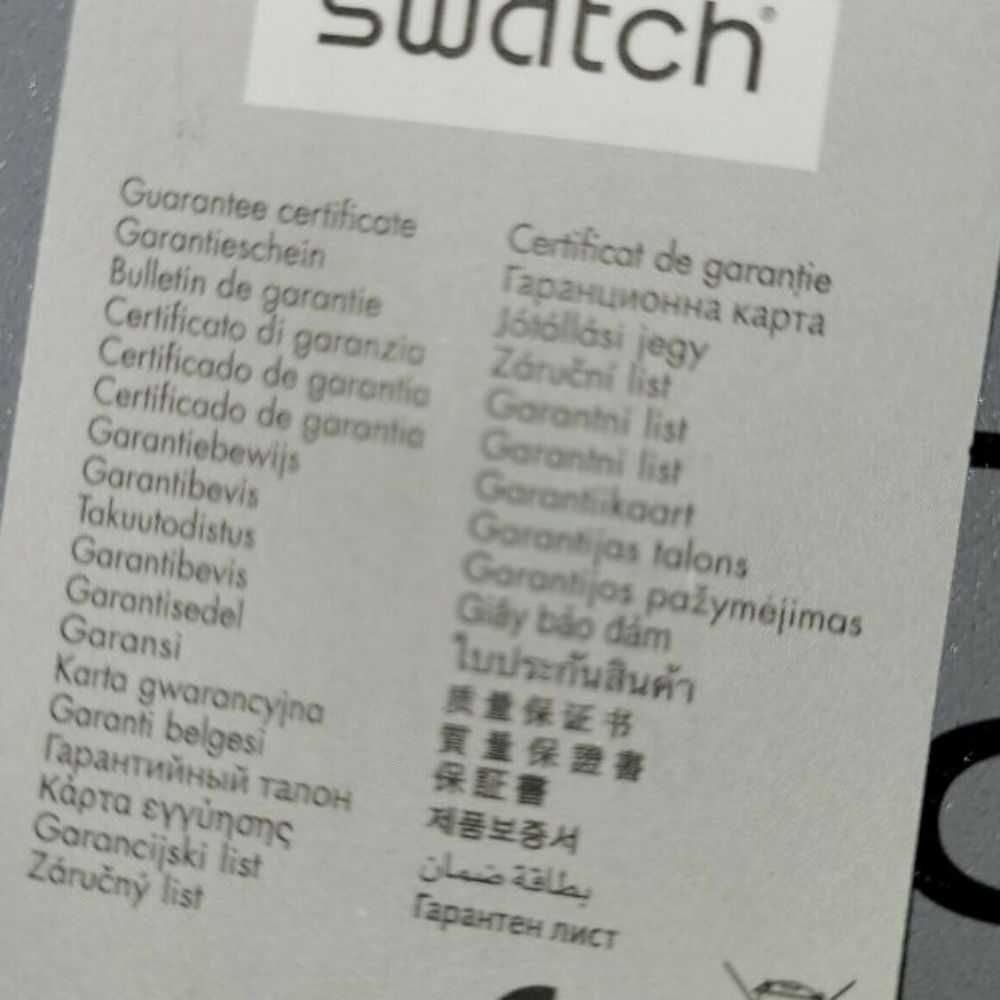 swatch®
Guarantee certificate
Garantieschein
Bulletin de garantie
Certificato di garanzia
Certificado de garantía
Certificado de garantia
Garantiebewijs
Garantibevis
Takuutodistus
Garantibevis
Garantisedel
Garansi
Karta gwarancyjna
Garanti belgesi
Гарантийный талон
Κάρτα εγγύησης
Garancijski list
Záručný list
Certificat de garanție
Гаранционна карта
Jótállási jegy
Záruční list
Garantni list
Garantni list
Garantiikaart
Garantijas talons
Garantijos pažymėjimas
Giấy bảo đảm
ใบประกันสินค้า
质量保证书
質量保證書
保証書
제품보증서
بطاقة ضمان
Гарантен лист